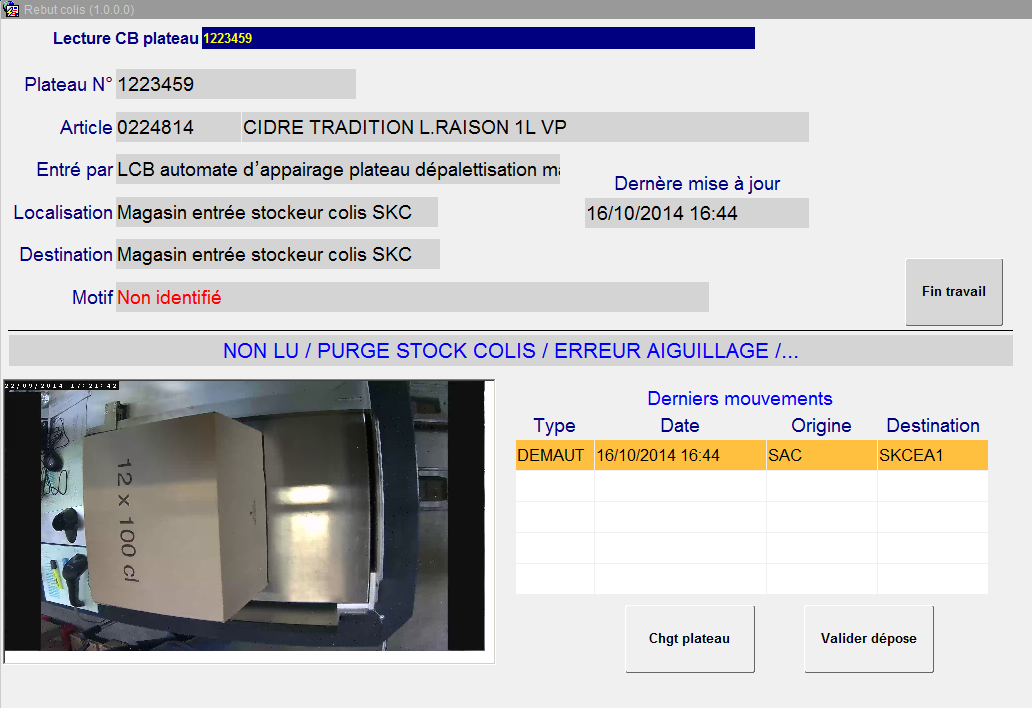 Rebut colis (1.0.0.0)
Lecture CB plateau 1223459
Plateau N° 1223459
Article 0224814 CIDRE TRADITION L.RAISON 1L VP
Entré par LCB automate d’appairage plateau dépalettisation ma
Dernère mise à jour
Localisation Magasin entrée stockeur colis SKC
16/10/2014 16:44
Destination Magasin entrée stockeur colis SKC
Motif Non identifié
Fin travail
NON LU / PURGE STOCK COLIS / ERREUR AIGUILLAGE /...
22/09/2014 17:21:42
12 x 100 cl
Derniers mouvements
Type Date Origine Destination
DEMAUT 16/10/2014 16:44 SAC SKCEA1
Chgt plateau
Valider dépose